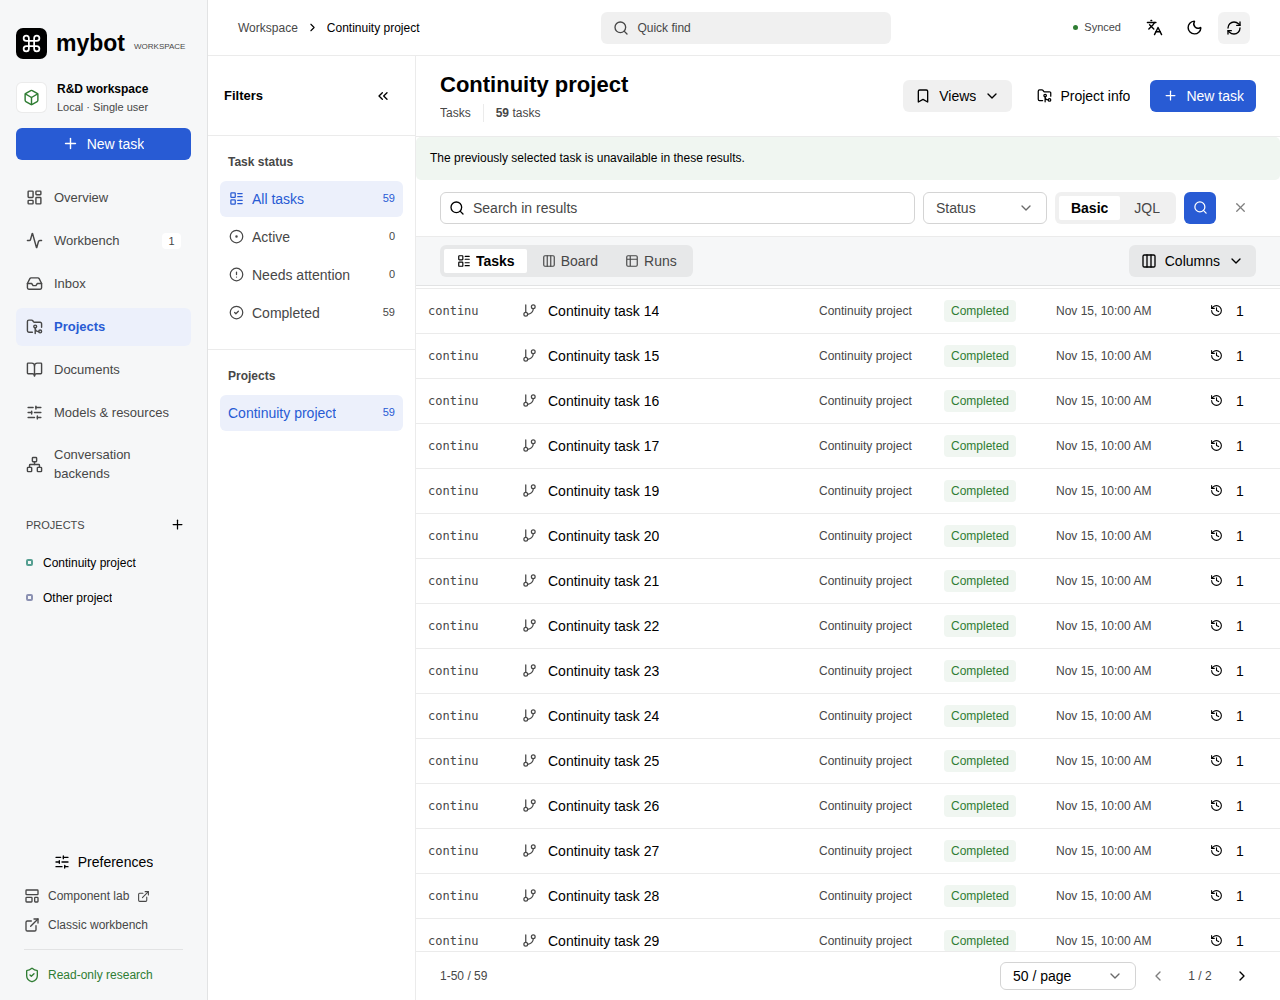 mybot WORKSPACE
R&D workspace
Local · Single user
New task
Overview
Workbench 1
Inbox
Projects
Documents
Models & resources
Conversation
backends
PROJECTS
Continuity project
Other project
Preferences
Component lab
Classic workbench
Read-only research
Workspace Continuity project
Quick find
Synced
Filters
Task status
All tasks 59
Active 0
Needs attention 0
Completed 59
Projects
Continuity project 59
Continuity project
Tasks 59 tasks
Views Project info New task
The previously selected task is unavailable in these results.
Search in results Status Basic JQL
Tasks Board Runs Columns
continu Continuity task 14 Continuity project Completed Nov 15, 10:00 AM 1
continu Continuity task 15 Continuity project Completed Nov 15, 10:00 AM 1
continu Continuity task 16 Continuity project Completed Nov 15, 10:00 AM 1
continu Continuity task 17 Continuity project Completed Nov 15, 10:00 AM 1
continu Continuity task 19 Continuity project Completed Nov 15, 10:00 AM 1
continu Continuity task 20 Continuity project Completed Nov 15, 10:00 AM 1
continu Continuity task 21 Continuity project Completed Nov 15, 10:00 AM 1
continu Continuity task 22 Continuity project Completed Nov 15, 10:00 AM 1
continu Continuity task 23 Continuity project Completed Nov 15, 10:00 AM 1
continu Continuity task 24 Continuity project Completed Nov 15, 10:00 AM 1
continu Continuity task 25 Continuity project Completed Nov 15, 10:00 AM 1
continu Continuity task 26 Continuity project Completed Nov 15, 10:00 AM 1
continu Continuity task 27 Continuity project Completed Nov 15, 10:00 AM 1
continu Continuity task 28 Continuity project Completed Nov 15, 10:00 AM 1
continu Continuity task 29 Continuity project Completed Nov 15, 10:00 AM 1
1-50 / 59 50 / page 1 / 2